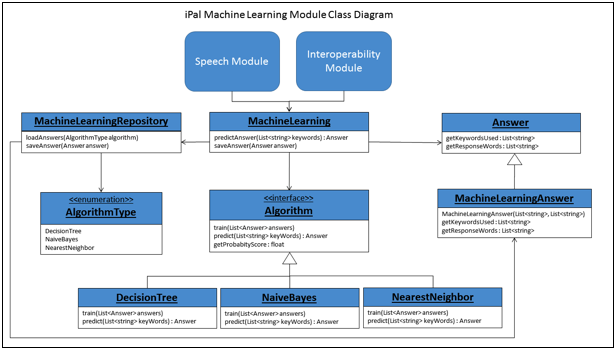 iPal Machine Learning Module Class Diagram
Speech Module
Interoperability
Module
MachineLearningRepository
loadAnswers(AlgorithmType algorithm)
saveAnswer(Answer answer)
MachineLearning
predictAnswer(List<string> keywords) : Answer
saveAnswer(Answer answer)
Answer
getKeywordsUsed : List<string>
getResponseWords : List<string>
<<enumeration>>
AlgorithmType
DecisionTree
NaiveBayes
NearestNeighbor
<<interface>>
Algorithm
train(List<Answer> answers)
predict(List<string> keyWords) : Answer
getProbabityScore : float
MachineLearningAnswer
MachineLearningAnswer(List<string>, List<string>)
getKeywordsUsed : List<string>
getResponseWords : List<string>
DecisionTree
train(List<Answer> answers)
predict(List<string> keyWords) : Answer
NaiveBayes
train(List<Answer> answers)
predict(List<string> keyWords) : Answer
NearestNeighbor
train(List<Answer> answers)
predict(List<string> keyWords) : Answer